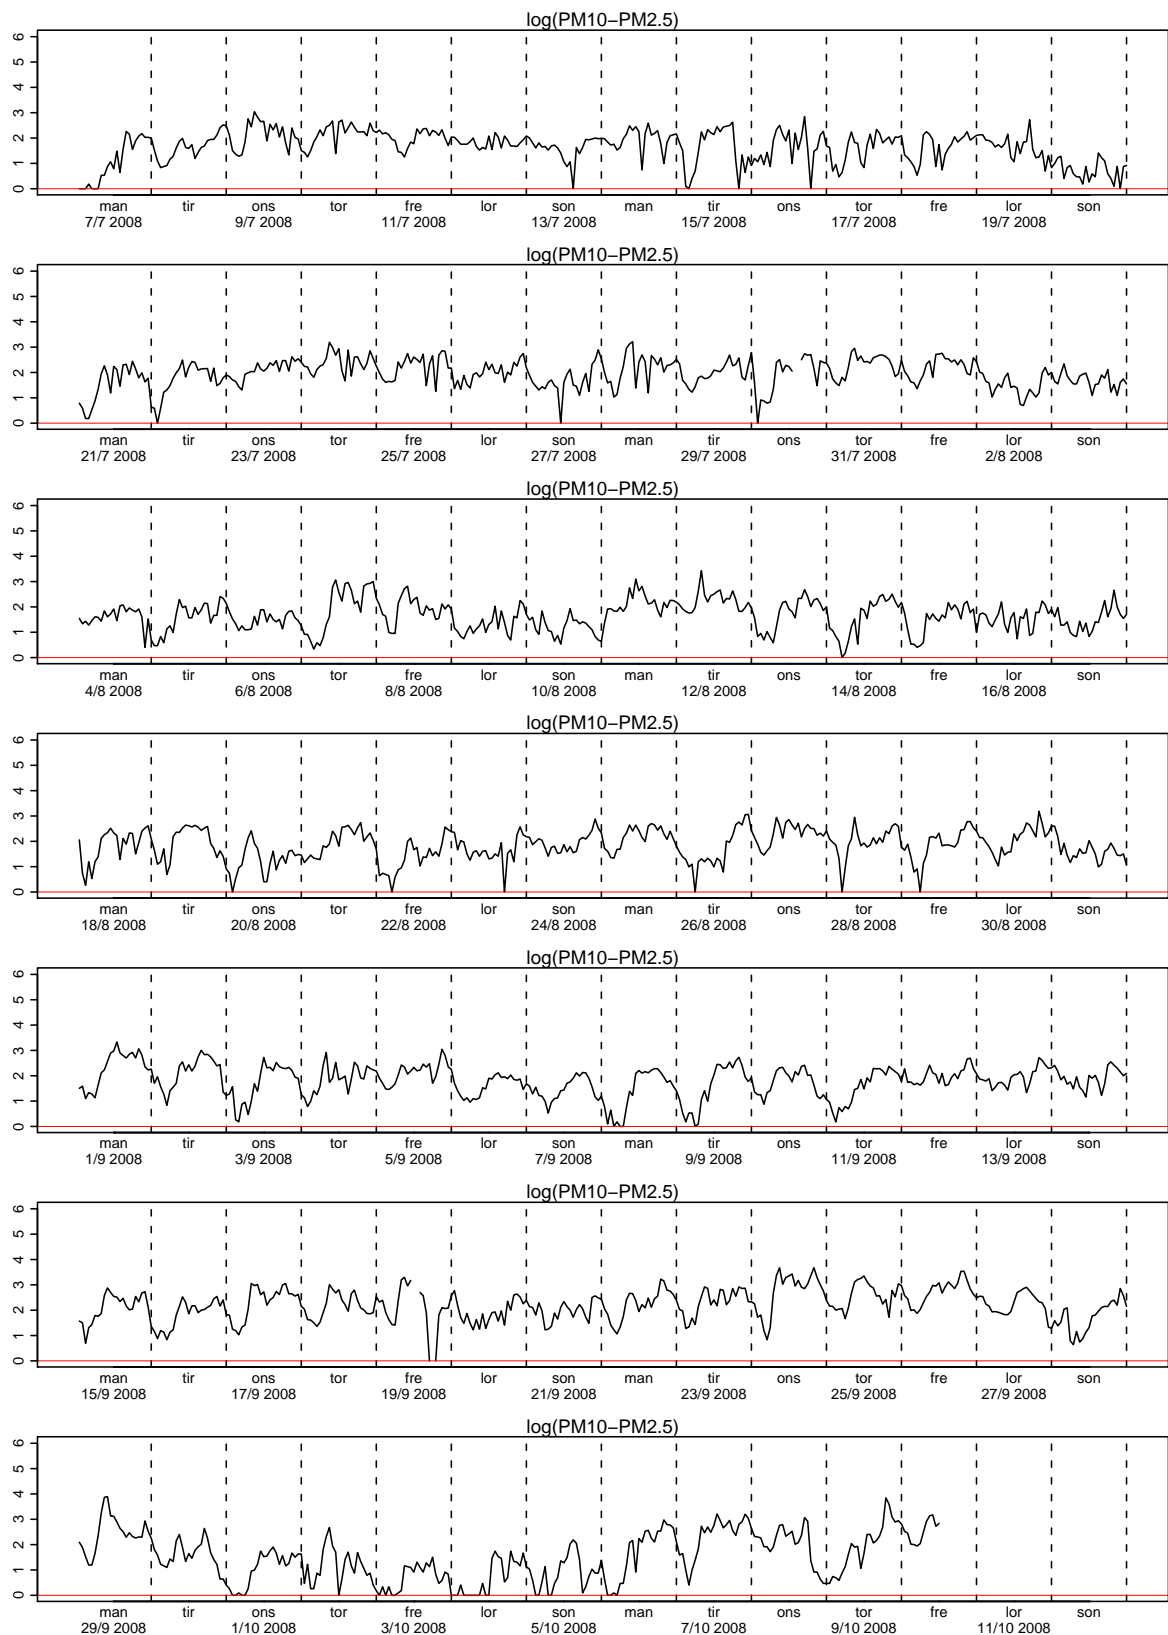 log(PM10−PM2.5)
6
5
4
3
2
1
0
man tir ons tor fre lor son man tir ons tor fre lor son
7/7 2008 9/7 2008 11/7 2008 13/7 2008 15/7 2008 17/7 2008 19/7 2008
log(PM10−PM2.5)
6
5
4
3
2
1
0
man tir ons tor fre lor son man tir ons tor fre lor son
21/7 2008 23/7 2008 25/7 2008 27/7 2008 29/7 2008 31/7 2008 2/8 2008
log(PM10−PM2.5)
6
5
4
3
2
1
0
man tir ons tor fre lor son man tir ons tor fre lor son
4/8 2008 6/8 2008 8/8 2008 10/8 2008 12/8 2008 14/8 2008 16/8 2008
log(PM10−PM2.5)
6
5
4
3
2
1
0
man tir ons tor fre lor son man tir ons tor fre lor son
18/8 2008 20/8 2008 22/8 2008 24/8 2008 26/8 2008 28/8 2008 30/8 2008
log(PM10−PM2.5)
6
5
4
3
2
1
0
man tir ons tor fre lor son man tir ons tor fre lor son
1/9 2008 3/9 2008 5/9 2008 7/9 2008 9/9 2008 11/9 2008 13/9 2008
log(PM10−PM2.5)
6
5
4
3
2
1
0
man tir ons tor fre lor son man tir ons tor fre lor son
15/9 2008 17/9 2008 19/9 2008 21/9 2008 23/9 2008 25/9 2008 27/9 2008
log(PM10−PM2.5)
6
5
4
3
2
1
0
man tir ons tor fre lor son man tir ons tor fre lor son
29/9 2008 1/10 2008 3/10 2008 5/10 2008 7/10 2008 9/10 2008 11/10 2008